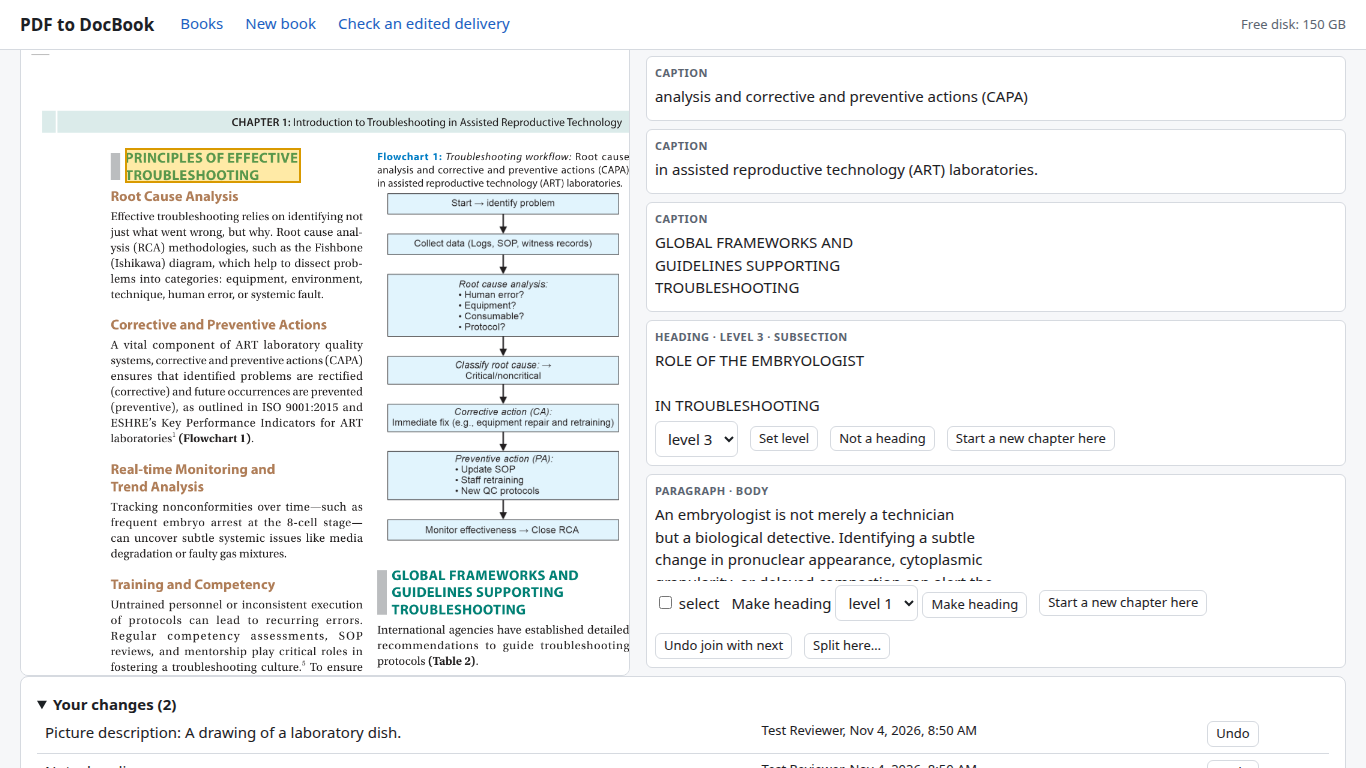 PDF to DocBook
Books
New book
Check an edited delivery
Free disk: 150 GB
CHAPTER 1: Introduction to Troubleshooting in Assisted Reproductive Technology
PRINCIPLES OF EFFECTIVE
TROUBLESHOOTING
Root Cause Analysis
Effective troubleshooting relies on identifying not
just what went wrong, but why. Root cause anal-
ysis (RCA) methodologies, such as the Fishbone
(Ishikawa) diagram, which help to dissect prob-
lems into categories: equipment, environment,
technique, human error, or systemic fault.
Corrective and Preventive Actions
A vital component of ART laboratory quality
systems, corrective and preventive actions (CAPA)
ensures that identified problems are rectified
(corrective) and future occurrences are prevented
(preventive), as outlined in ISO 9001:2015 and
ESHRE's Key Performance Indicators for ART
laboratories¹ (Flowchart 1).
Real-time Monitoring and
Trend Analysis
Tracking nonconformities over time—such as
frequent embryo arrest at the 8-cell stage—
can uncover subtle systemic issues like media
degradation or faulty gas mixtures.
Training and Competency
Untrained personnel or inconsistent execution
of protocols can lead to recurring errors.
Regular competency assessments, SOP
reviews, and mentorship play critical roles in
fostering a troubleshooting culture.⁵ To ensure
Flowchart 1: Troubleshooting workflow: Root cause
analysis and corrective and preventive actions (CAPA)
in assisted reproductive technology (ART) laboratories.
Start → identify problem
Collect data (Logs, SOP, witness records)
Root cause analysis:
• Human error?
• Equipment?
• Consumable?
• Protocol?
Classify root cause: →
Critical/noncritical
Corrective action (CA):
Immediate fix (e.g., equipment repair and retraining)
Preventive action (PA):
• Update SOP
• Staff retraining
• New QC protocols
Monitor effectiveness → Close RCA
GLOBAL FRAMEWORKS AND
GUIDELINES SUPPORTING
TROUBLESHOOTING
International agencies have established detailed
recommendations to guide troubleshooting
protocols (Table 2).
CAPTION
analysis and corrective and preventive actions (CAPA)
CAPTION
in assisted reproductive technology (ART) laboratories.
CAPTION
GLOBAL FRAMEWORKS AND
GUIDELINES SUPPORTING
TROUBLESHOOTING
HEADING · LEVEL 3 · SUBSECTION
ROLE OF THE EMBRYOLOGIST
IN TROUBLESHOOTING
level 3
Set level
Not a heading
Start a new chapter here
PARAGRAPH · BODY
An embryologist is not merely a technician
but a biological detective. Identifying a subtle
change in pronuclear appearance, cytoplasmic
select
Make heading
level 1
Make heading
Start a new chapter here
Undo join with next
Split here...
▼ Your changes (2)
Picture description: A drawing of a laboratory dish.
Test Reviewer, Nov 4, 2026, 8:50 AM
Undo